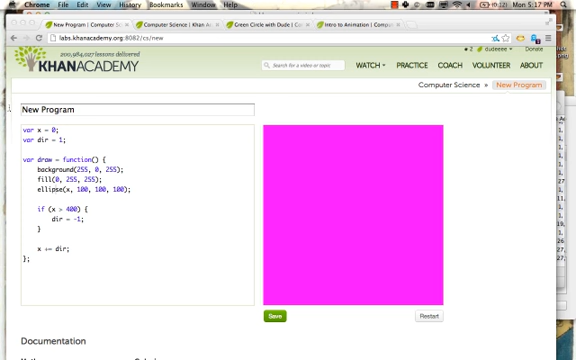 Chrome File Edit View History Bookmarks Window Help
(0:12) Mon 5:17 PM
New Program | Computer S
Computer Science | Khan A
Green Circle with Dude | C
Intro to Animation | Comp
labs.khanacademy.org:8082/cs/new
200,984,027 lessons delivered
KHANACADEMY
2 dudeeee Donate
Search for a video or topic
WATCH PRACTICE COACH VOLUNTEER ABOUT
Computer Science » New Program
New Program
var x = 0;
var dir = 1;
var draw = function() {
background(255, 0, 255);
fill(0, 255, 255);
ellipse(x, 100, 100, 100);
if (x > 400) {
dir = -1;
}
x += dir;
};
Save
Restart
Documentation